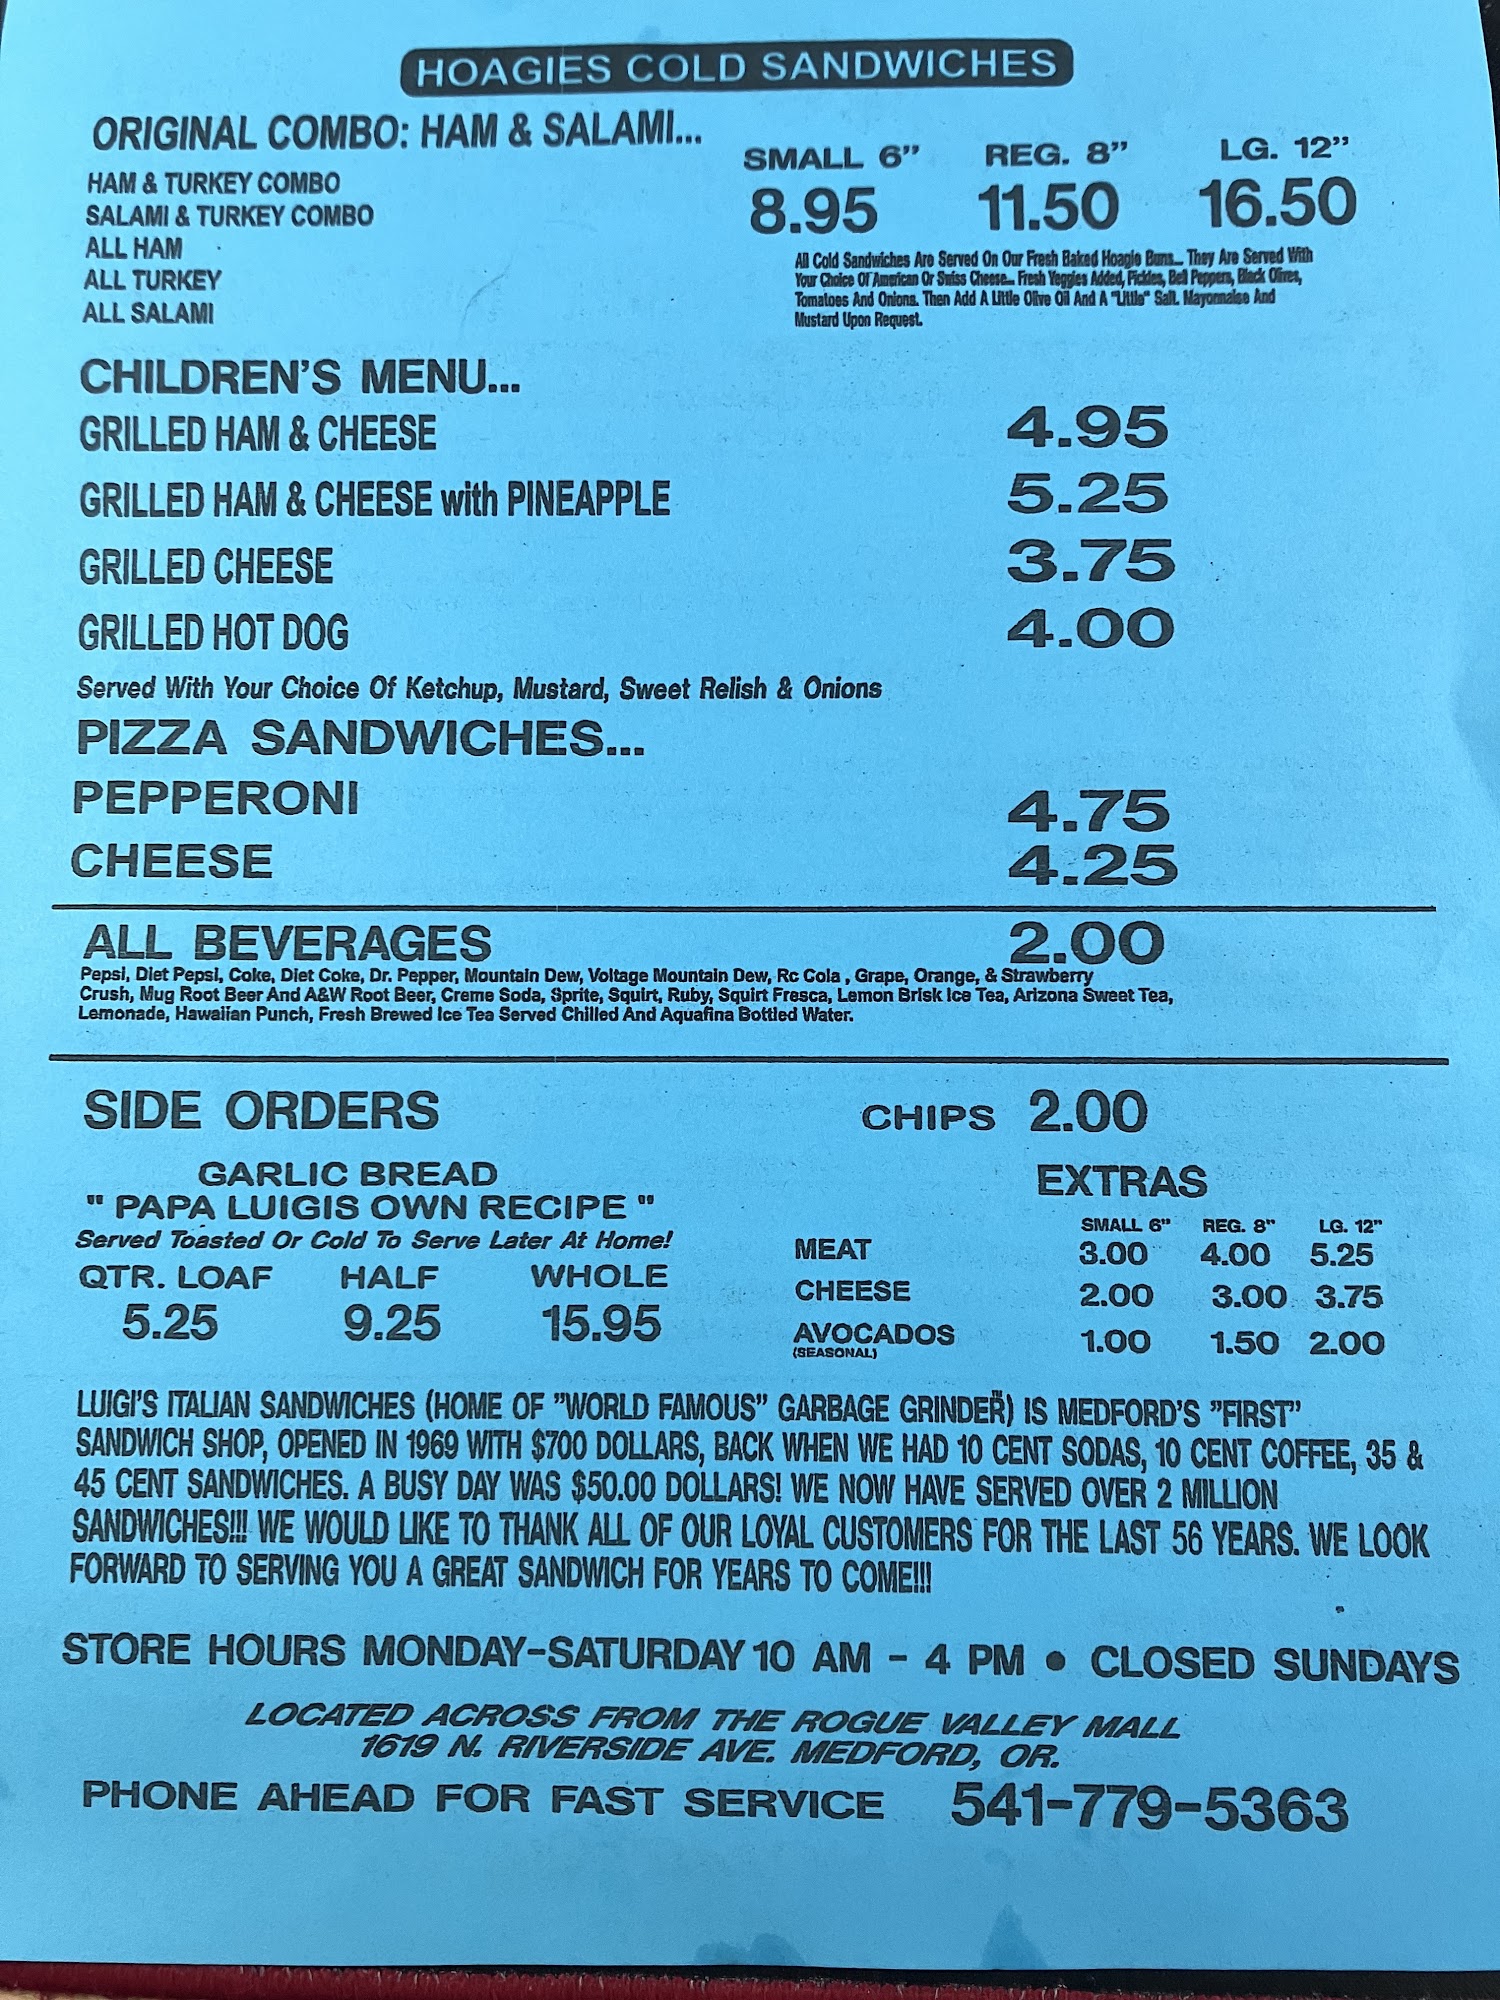 HOAGIES COLD SANDWICHES
ORIGINAL COMBO: HAM & SALAMI...
SMALL 6" REG. 8" LG. 12"
8.95 11.50 16.50
HAM & TURKEY COMBO
SALAMI & TURKEY COMBO
ALL HAM
ALL TURKEY
ALL SALAMI
All Cold Sandwiches Are Served On Our Fresh Baked Hoagie Buns... They Are Served With
Your Choice Of American Or Swiss Cheese... Fresh Veggies Added, Pickles, Bell Peppers, Black Olives,
Tomatoes And Onions. Then Add A Little Olive Oil And A "Little" Salt. Mayonnaise And
Mustard Upon Request.
CHILDREN'S MENU...
GRILLED HAM & CHEESE 4.95
GRILLED HAM & CHEESE with PINEAPPLE 5.25
GRILLED CHEESE 3.75
GRILLED HOT DOG 4.00
Served With Your Choice Of Ketchup, Mustard, Sweet Relish & Onions
PIZZA SANDWICHES...
PEPPERONI 4.75
CHEESE 4.25
ALL BEVERAGES 2.00
Pepsi, Diet Pepsi, Coke, Diet Coke, Dr. Pepper, Mountain Dew, Voltage Mountain Dew, Rc Cola , Grape, Orange, & Strawberry
Crush, Mug Root Beer And A&W Root Beer, Creme Soda, Sprite, Squirt, Ruby, Squirt Fresca, Lemon Brisk Ice Tea, Arizona Sweet Tea,
Lemonade, Hawaiian Punch, Fresh Brewed Ice Tea Served Chilled And Aquafina Bottled Water.
SIDE ORDERS CHIPS 2.00
GARLIC BREAD
" PAPA LUIGIS OWN RECIPE "
Served Toasted Or Cold To Serve Later At Home!
QTR. LOAF HALF WHOLE
5.25 9.25 15.95
EXTRAS
SMALL 6" REG. 8" LG. 12"
MEAT 3.00 4.00 5.25
CHEESE 2.00 3.00 3.75
AVOCADOS 1.00 1.50 2.00
(SEASONAL)
LUIGI'S ITALIAN SANDWICHES (HOME OF "WORLD FAMOUS" GARBAGE GRINDER™) IS MEDFORD'S "FIRST"
SANDWICH SHOP, OPENED IN 1969 WITH $700 DOLLARS, BACK WHEN WE HAD 10 CENT SODAS, 10 CENT COFFEE, 35 &
45 CENT SANDWICHES. A BUSY DAY WAS $50.00 DOLLARS! WE NOW HAVE SERVED OVER 2 MILLION
SANDWICHES!!! WE WOULD LIKE TO THANK ALL OF OUR LOYAL CUSTOMERS FOR THE LAST 56 YEARS. WE LOOK
FORWARD TO SERVING YOU A GREAT SANDWICH FOR YEARS TO COME!!!
STORE HOURS MONDAY-SATURDAY 10 AM - 4 PM • CLOSED SUNDAYS
LOCATED ACROSS FROM THE ROGUE VALLEY MALL
1619 N. RIVERSIDE AVE. MEDFORD, OR.
PHONE AHEAD FOR FAST SERVICE 541-779-5363